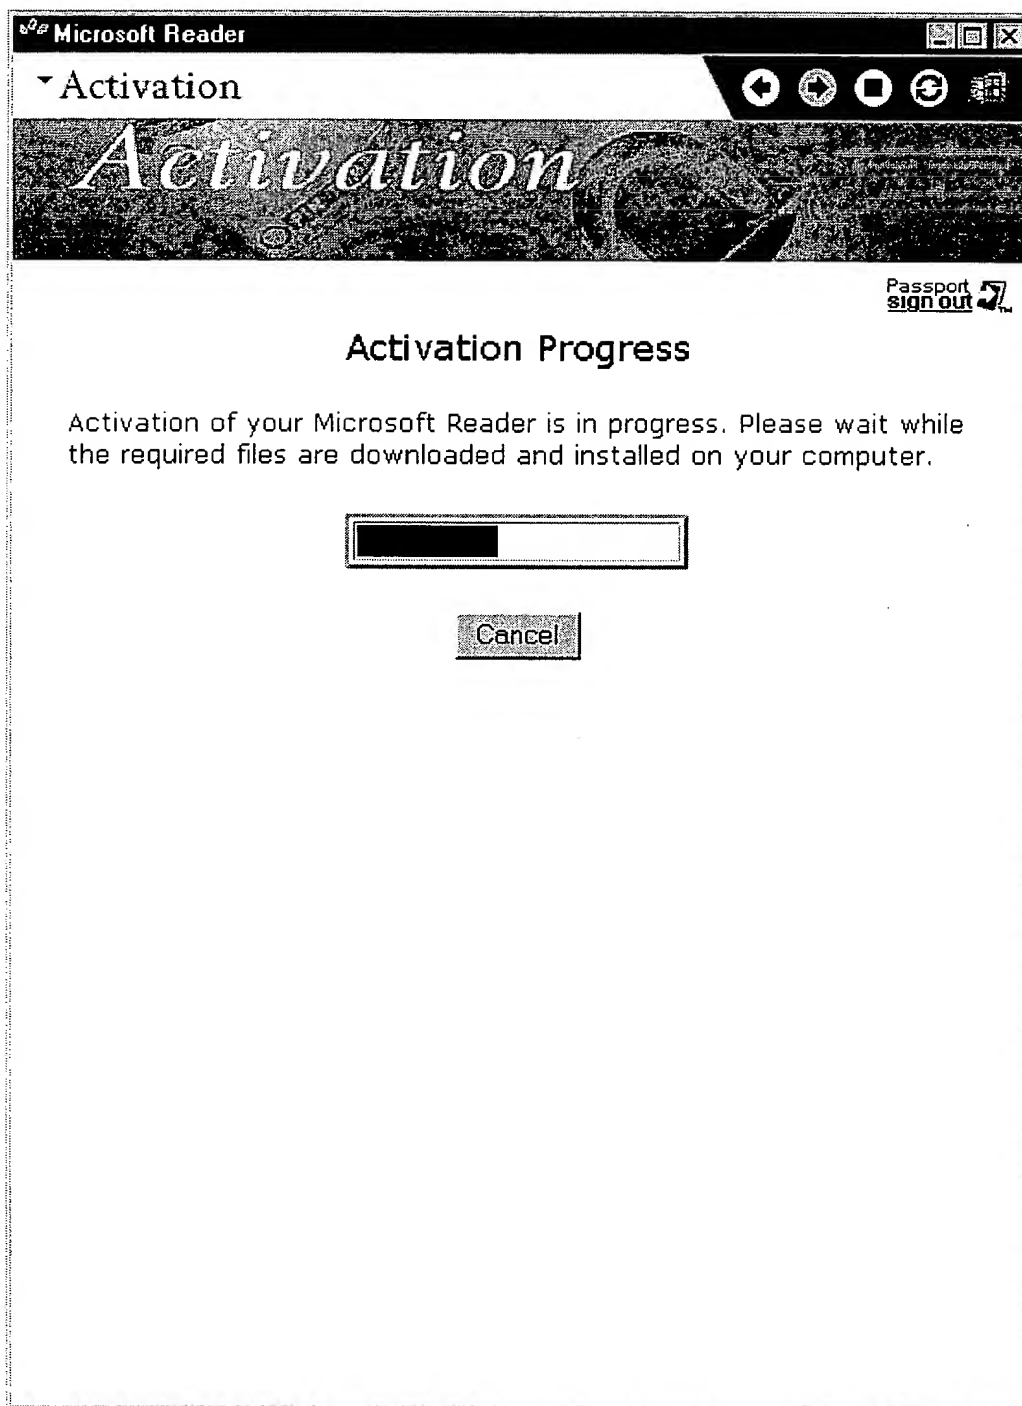 Microsoft Reader
Activation
Activation
Passport
sign out
Activation Progress
Activation of your Microsoft Reader is in progress. Please wait while
the required files are downloaded and installed on your computer.
Cancel